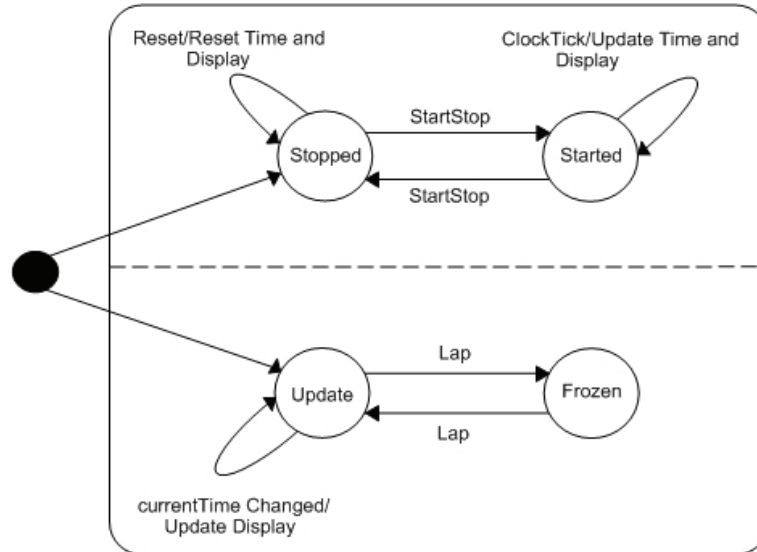 Reset/Reset Time and
Display
ClockTick/Update Time and
Display
StartStop
Stopped
Started
StartStop
Lap
Update
Frozen
Lap
currentTime Changed/
Update Display